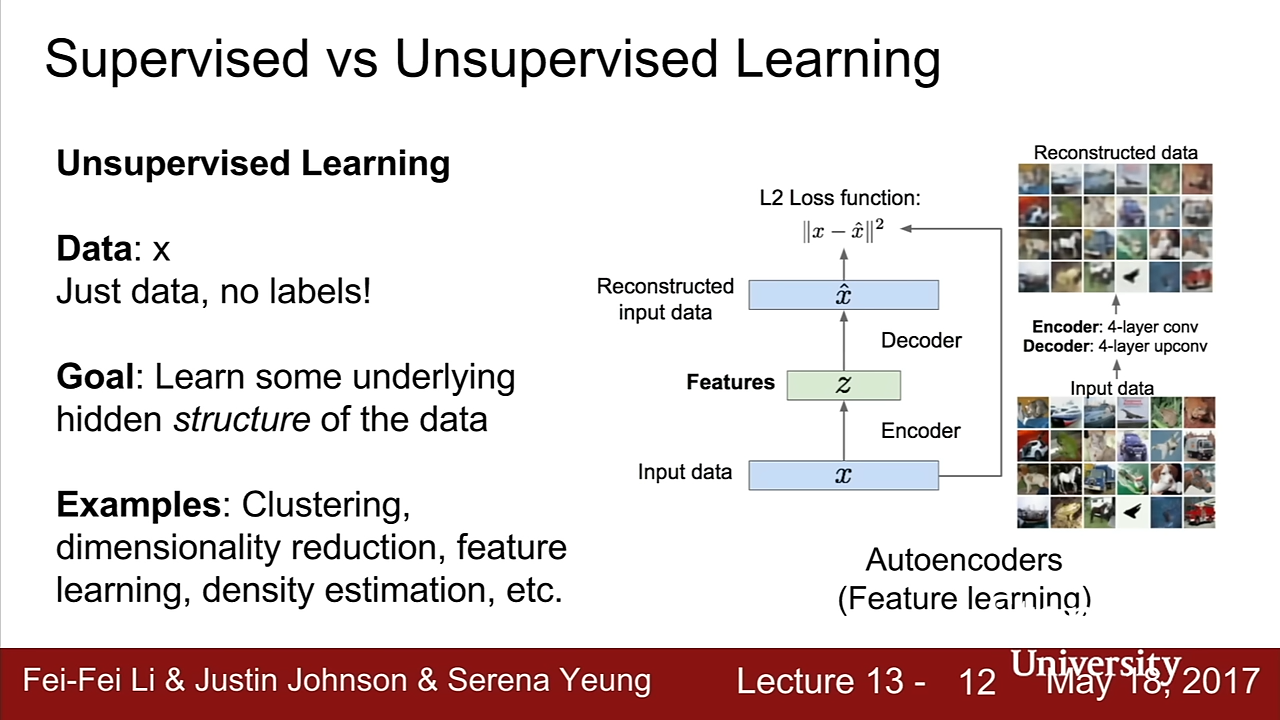 Supervised vs Unsupervised Learning
Unsupervised Learning
Data: x
Just data, no labels!
Goal: Learn some underlying
hidden structure of the data
Examples: Clustering,
dimensionality reduction, feature
learning, density estimation, etc.
L2 Loss function:
‖x − x̂‖²
Reconstructed
input data
x̂
Decoder
Features
z
Encoder
Input data
x
Reconstructed data
Encoder: 4-layer conv
Decoder: 4-layer upconv
Input data
Autoencoders
(Feature learning)
Fei-Fei Li & Justin Johnson & Serena Yeung
Lecture 13 - 12
May 18, 2017
University